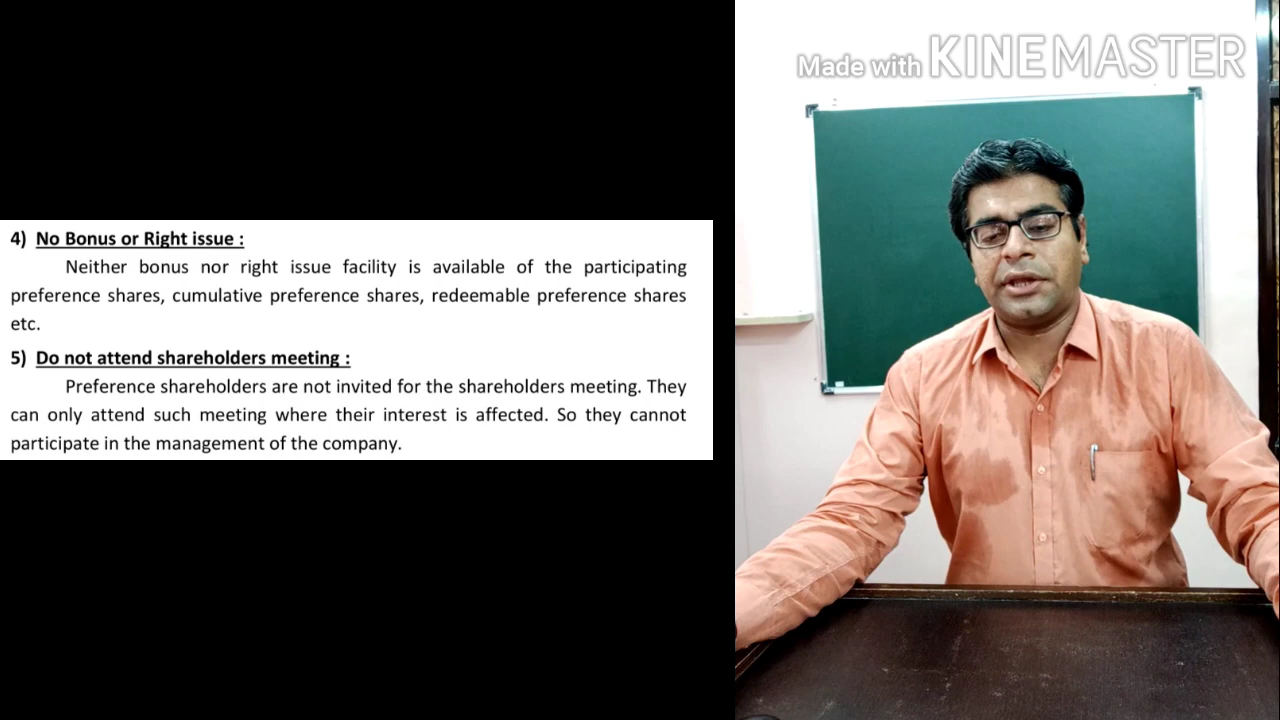 Made with KINEMASTER
4) No Bonus or Right issue :
Neither bonus nor right issue facility is available of the participating
preference shares, cumulative preference shares, redeemable preference shares
etc.
5) Do not attend shareholders meeting :
Preference shareholders are not invited for the shareholders meeting. They
can only attend such meeting where their interest is affected. So they cannot
participate in the management of the company.